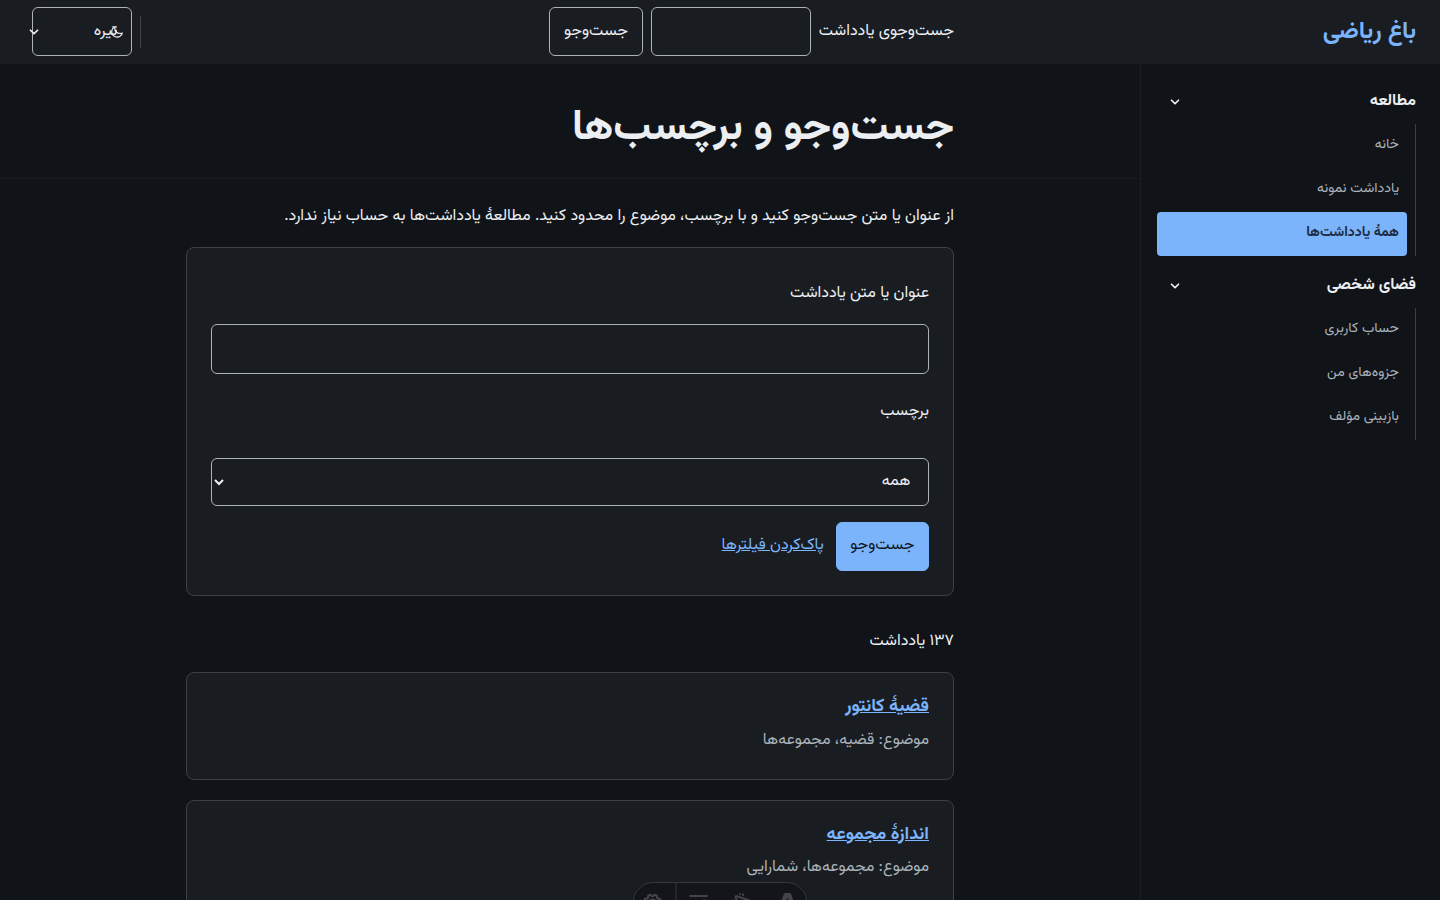 باغ ریاضی
جست‌وجوی یادداشت
جست‌وجو
تیره
مطالعه
خانه
یادداشت نمونه
همهٔ یادداشت‌ها
فضای شخصی
حساب کاربری
جزوه‌های من
بازبینی مؤلف
جست‌وجو و برچسب‌ها
از عنوان یا متن جست‌وجو کنید و با برچسب، موضوع را محدود کنید. مطالعهٔ یادداشت‌ها به حساب نیاز ندارد.
عنوان یا متن یادداشت
برچسب
همه
جست‌وجو
پاک‌کردن فیلترها
۱۳۷ یادداشت
قضیهٔ کانتور
موضوع: قضیه، مجموعه‌ها
اندازهٔ مجموعه
موضوع: مجموعه‌ها، شمارایی